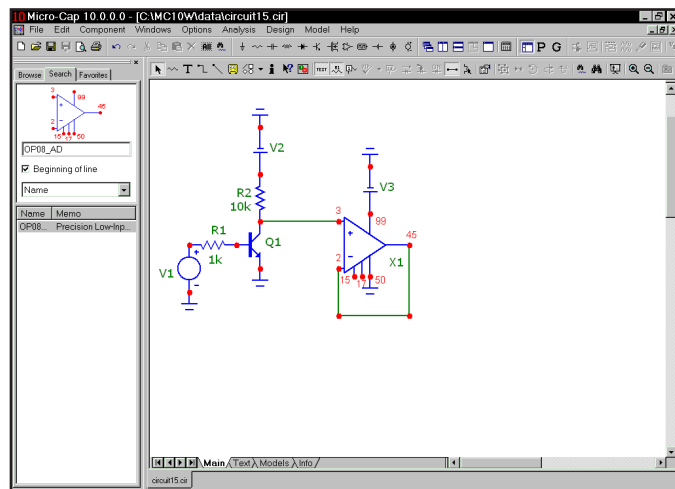 Micro-Cap 10.0.0.0 - [C:\MC10W\data\circuit15.cir]
File Edit Component Windows Options Analysis Design Model Help
P G
Browse Search Favorites
TEXT
3
99
45
2
15 17 50
OP08_AD
Beginning of line
Name
Name Memo
OP08... Precision Low-Inp...
V2
V3
R2
10k
3
99
45
R1
1k
Q1
2
X1
V1
15 17 50
Main Text Models Info
circuit15.cir